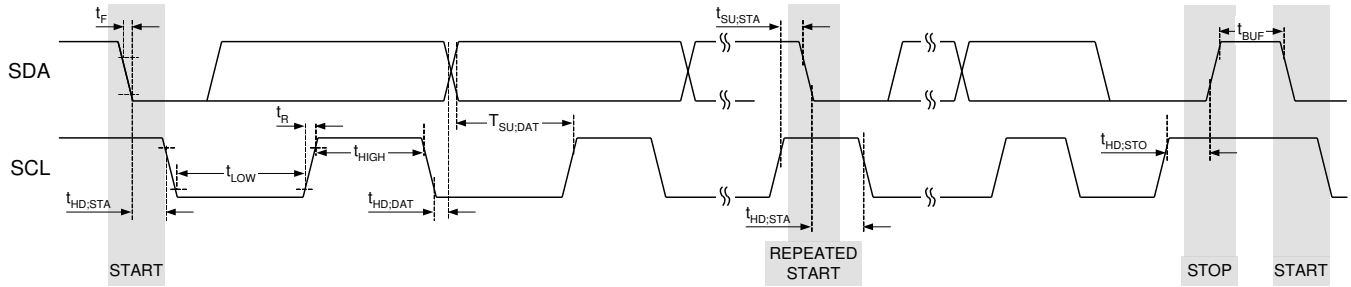 tF
tSU;STA
tBUF
SDA
tR
TSU;DAT
tHIGH
tHD;STO
SCL
tLOW
tHD;STA
tHD;DAT
tHD;STA
REPEATED
START
START
STOP
START